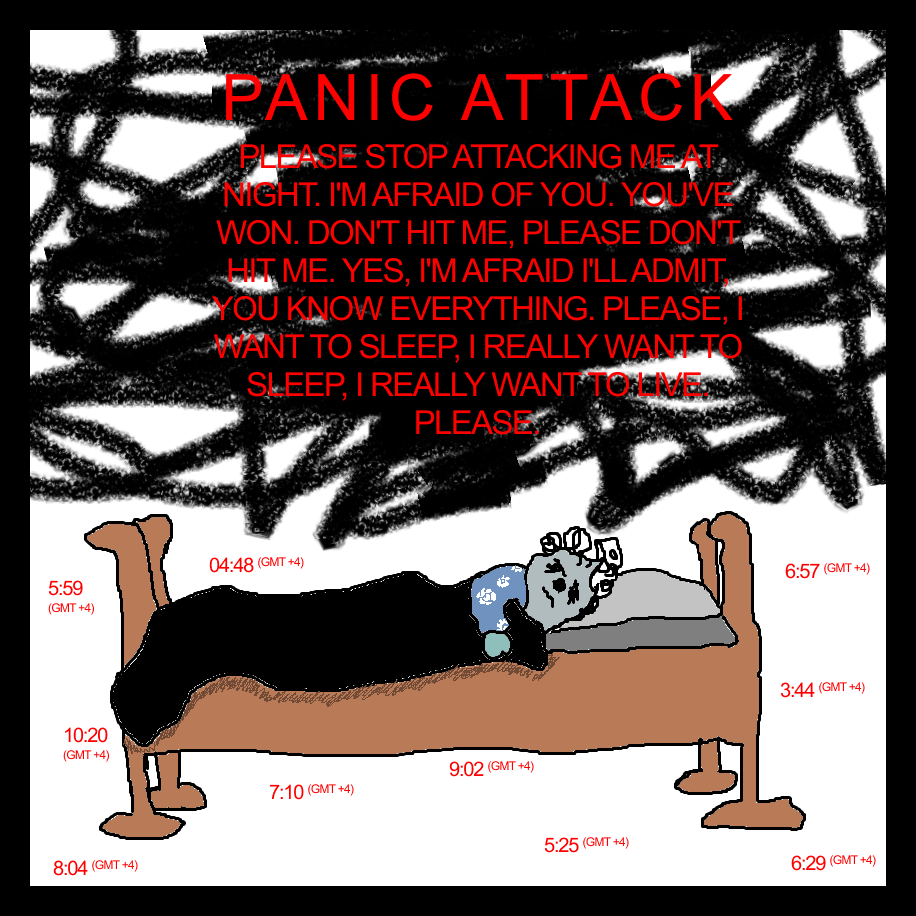 PANIC ATTACK
PLEASE STOP ATTACKING ME AT
NIGHT. I'M AFRAID OF YOU. YOU'VE
WON. DON'T HIT ME, PLEASE DON'T
HIT ME. YES, I'M AFRAID I'LL ADMIT,
YOU KNOW EVERYTHING. PLEASE, I
WANT TO SLEEP, I REALLY WANT TO
SLEEP, I REALLY WANT TO LIVE.
PLEASE.
04:48 (GMT +4)
6:57 (GMT +4)
5:59
(GMT +4)
3:44 (GMT +4)
10:20
(GMT +4)
9:02 (GMT +4)
7:10 (GMT +4)
5:25 (GMT +4)
6:29 (GMT +4)
8:04 (GMT +4)